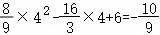 8/9 × 4² − 16/3 × 4+6=− 10/9